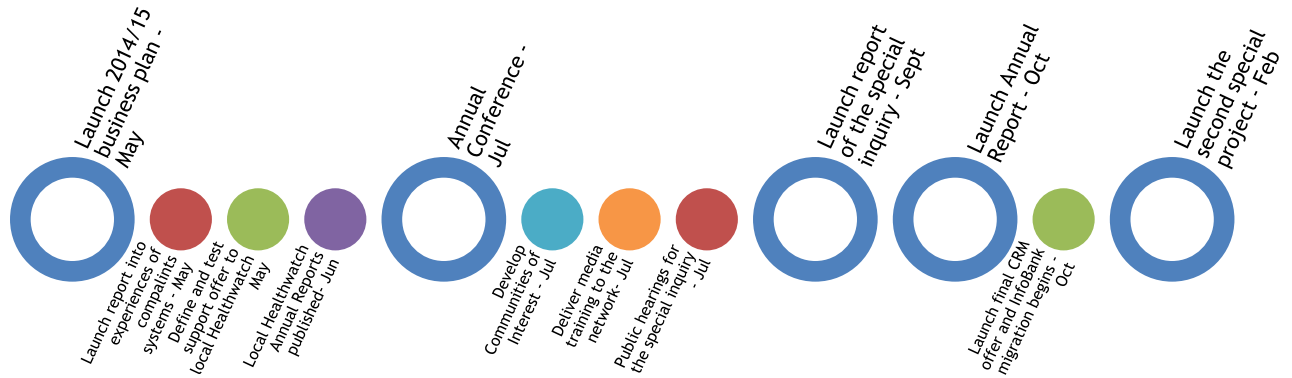 Launch 2014/15
business plan -
May
Launch report into
experiences of
compalints
systems - May
Define and test
support offer to
local Healthwatch
May
Local Healthwatch
Annual Reports
published- Jun
Annual
Conference -
Jul
Develop
Communities of
Interest - Jul
Deliver media
training to the
network- Jul
Public hearings for
the special inquiry
- Jul
Launch report
of the special
inquiry - Sept
Launch Annual
Report - Oct
Launch final CRM
offer and Infobank
migration begins -
Oct
Launch the
second special
project - Feb